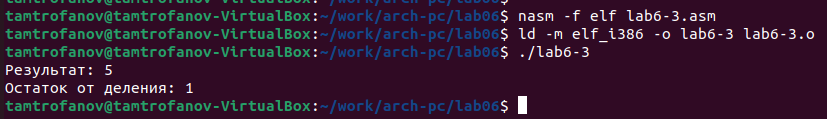 tamtrofanov@tamtrofanov-VirtualBox:~/work/arch-pc/lab06$ nasm -f elf lab6-3.asm
tamtrofanov@tamtrofanov-VirtualBox:~/work/arch-pc/lab06$ ld -m elf_i386 -o lab6-3 lab6-3.o
tamtrofanov@tamtrofanov-VirtualBox:~/work/arch-pc/lab06$ ./lab6-3
Результат: 5
Остаток от деления: 1
tamtrofanov@tamtrofanov-VirtualBox:~/work/arch-pc/lab06$